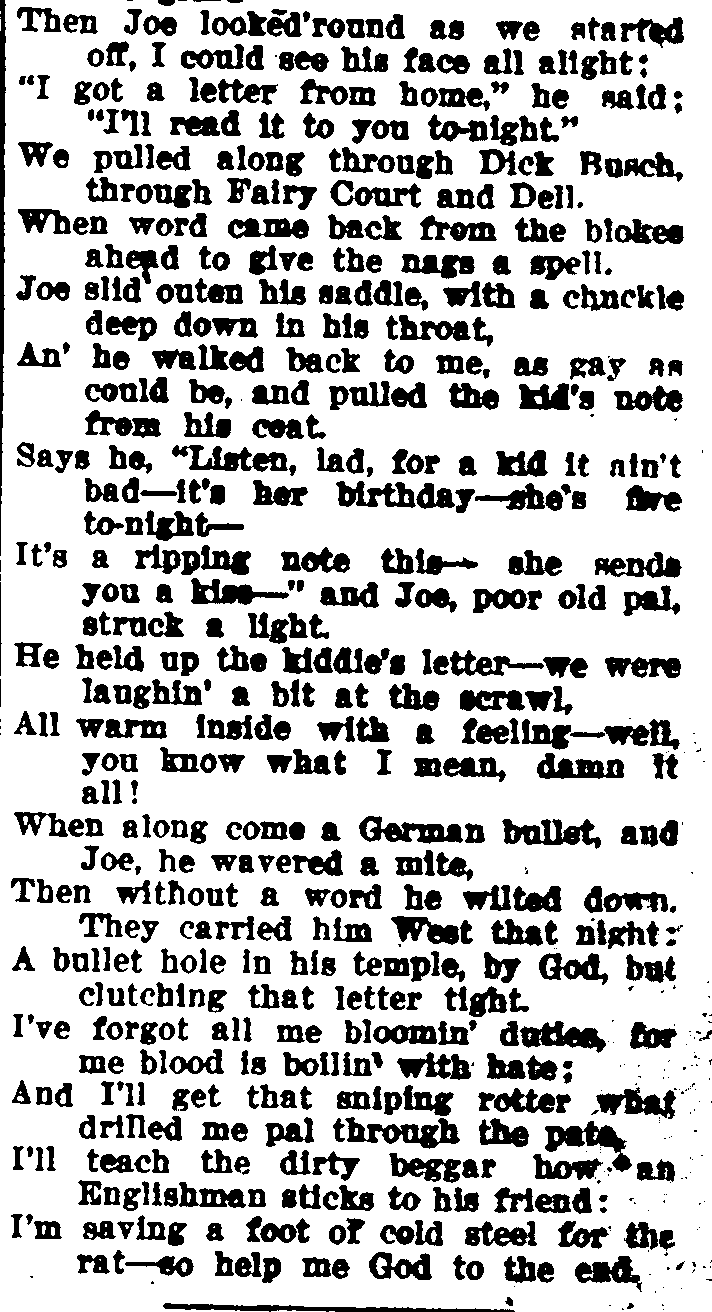 Then Joe looked 'round as we started
off, I could see his face all alight;
"I got a letter from home," he said;
"I'll read it to you to-night."
We pulled along through Dick Busch,
through Fairy Court and Dell.
When word came back from the blokes
ahead to give the nags a spell.
Joe slid outen his saddle, with a chuckle
deep down in his throat,
An' he walked back to me, as gay as
could be, and pulled the kid's note
from his coat.
Says he, "Listen, lad, for a kid it ain't
bad—it's her birthday—she's five
to-night—
It's a ripping note this— she sends
you a kiss—" and Joe, poor old pal,
struck a light.
He held up the kiddie's letter—we were
laughin' a bit at the scrawl,
All warm inside with a feeling—well,
you know what I mean, damn it
all!
When along come a German bullet, and
Joe, he wavered a mite,
Then without a word he wilted down.
They carried him West that night:
A bullet hole in his temple, by God, but
clutching that letter tight.
I've forgot all me bloomin' duties, for
me blood is boilin' with hate;
And I'll get that sniping rotter what
drilled me pal through the pate,
I'll teach the dirty beggar how an
Englishman sticks to his friend:
I'm saving a foot of cold steel for the
rat—so help me God to the end.